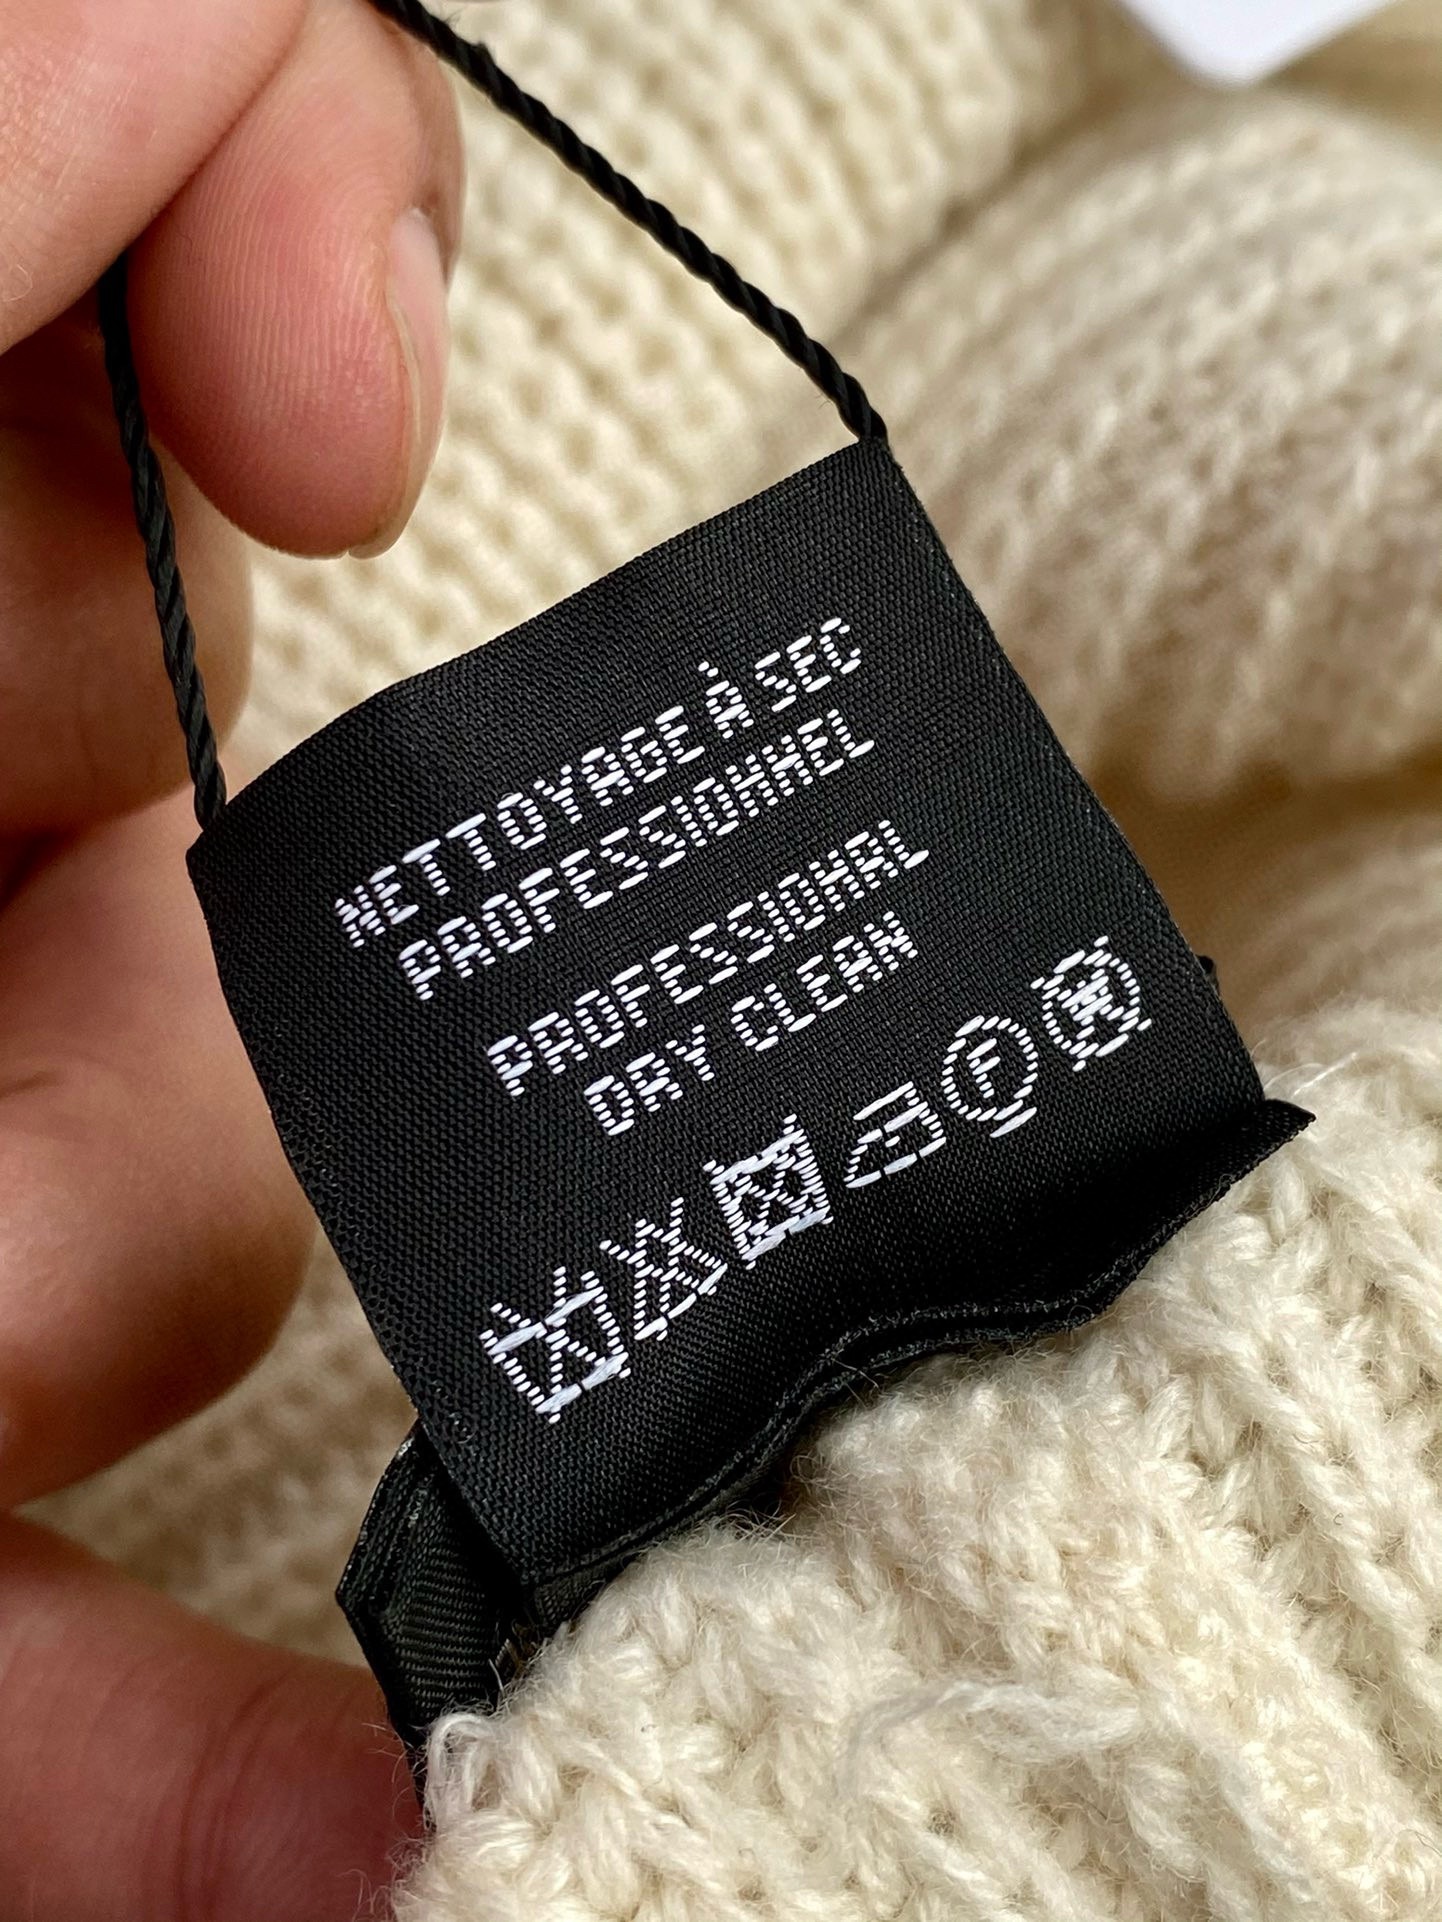 NETTOYAGE À SEC
PROFESSIONNEL
PROFESSIONAL
DRY CLEAN
F W